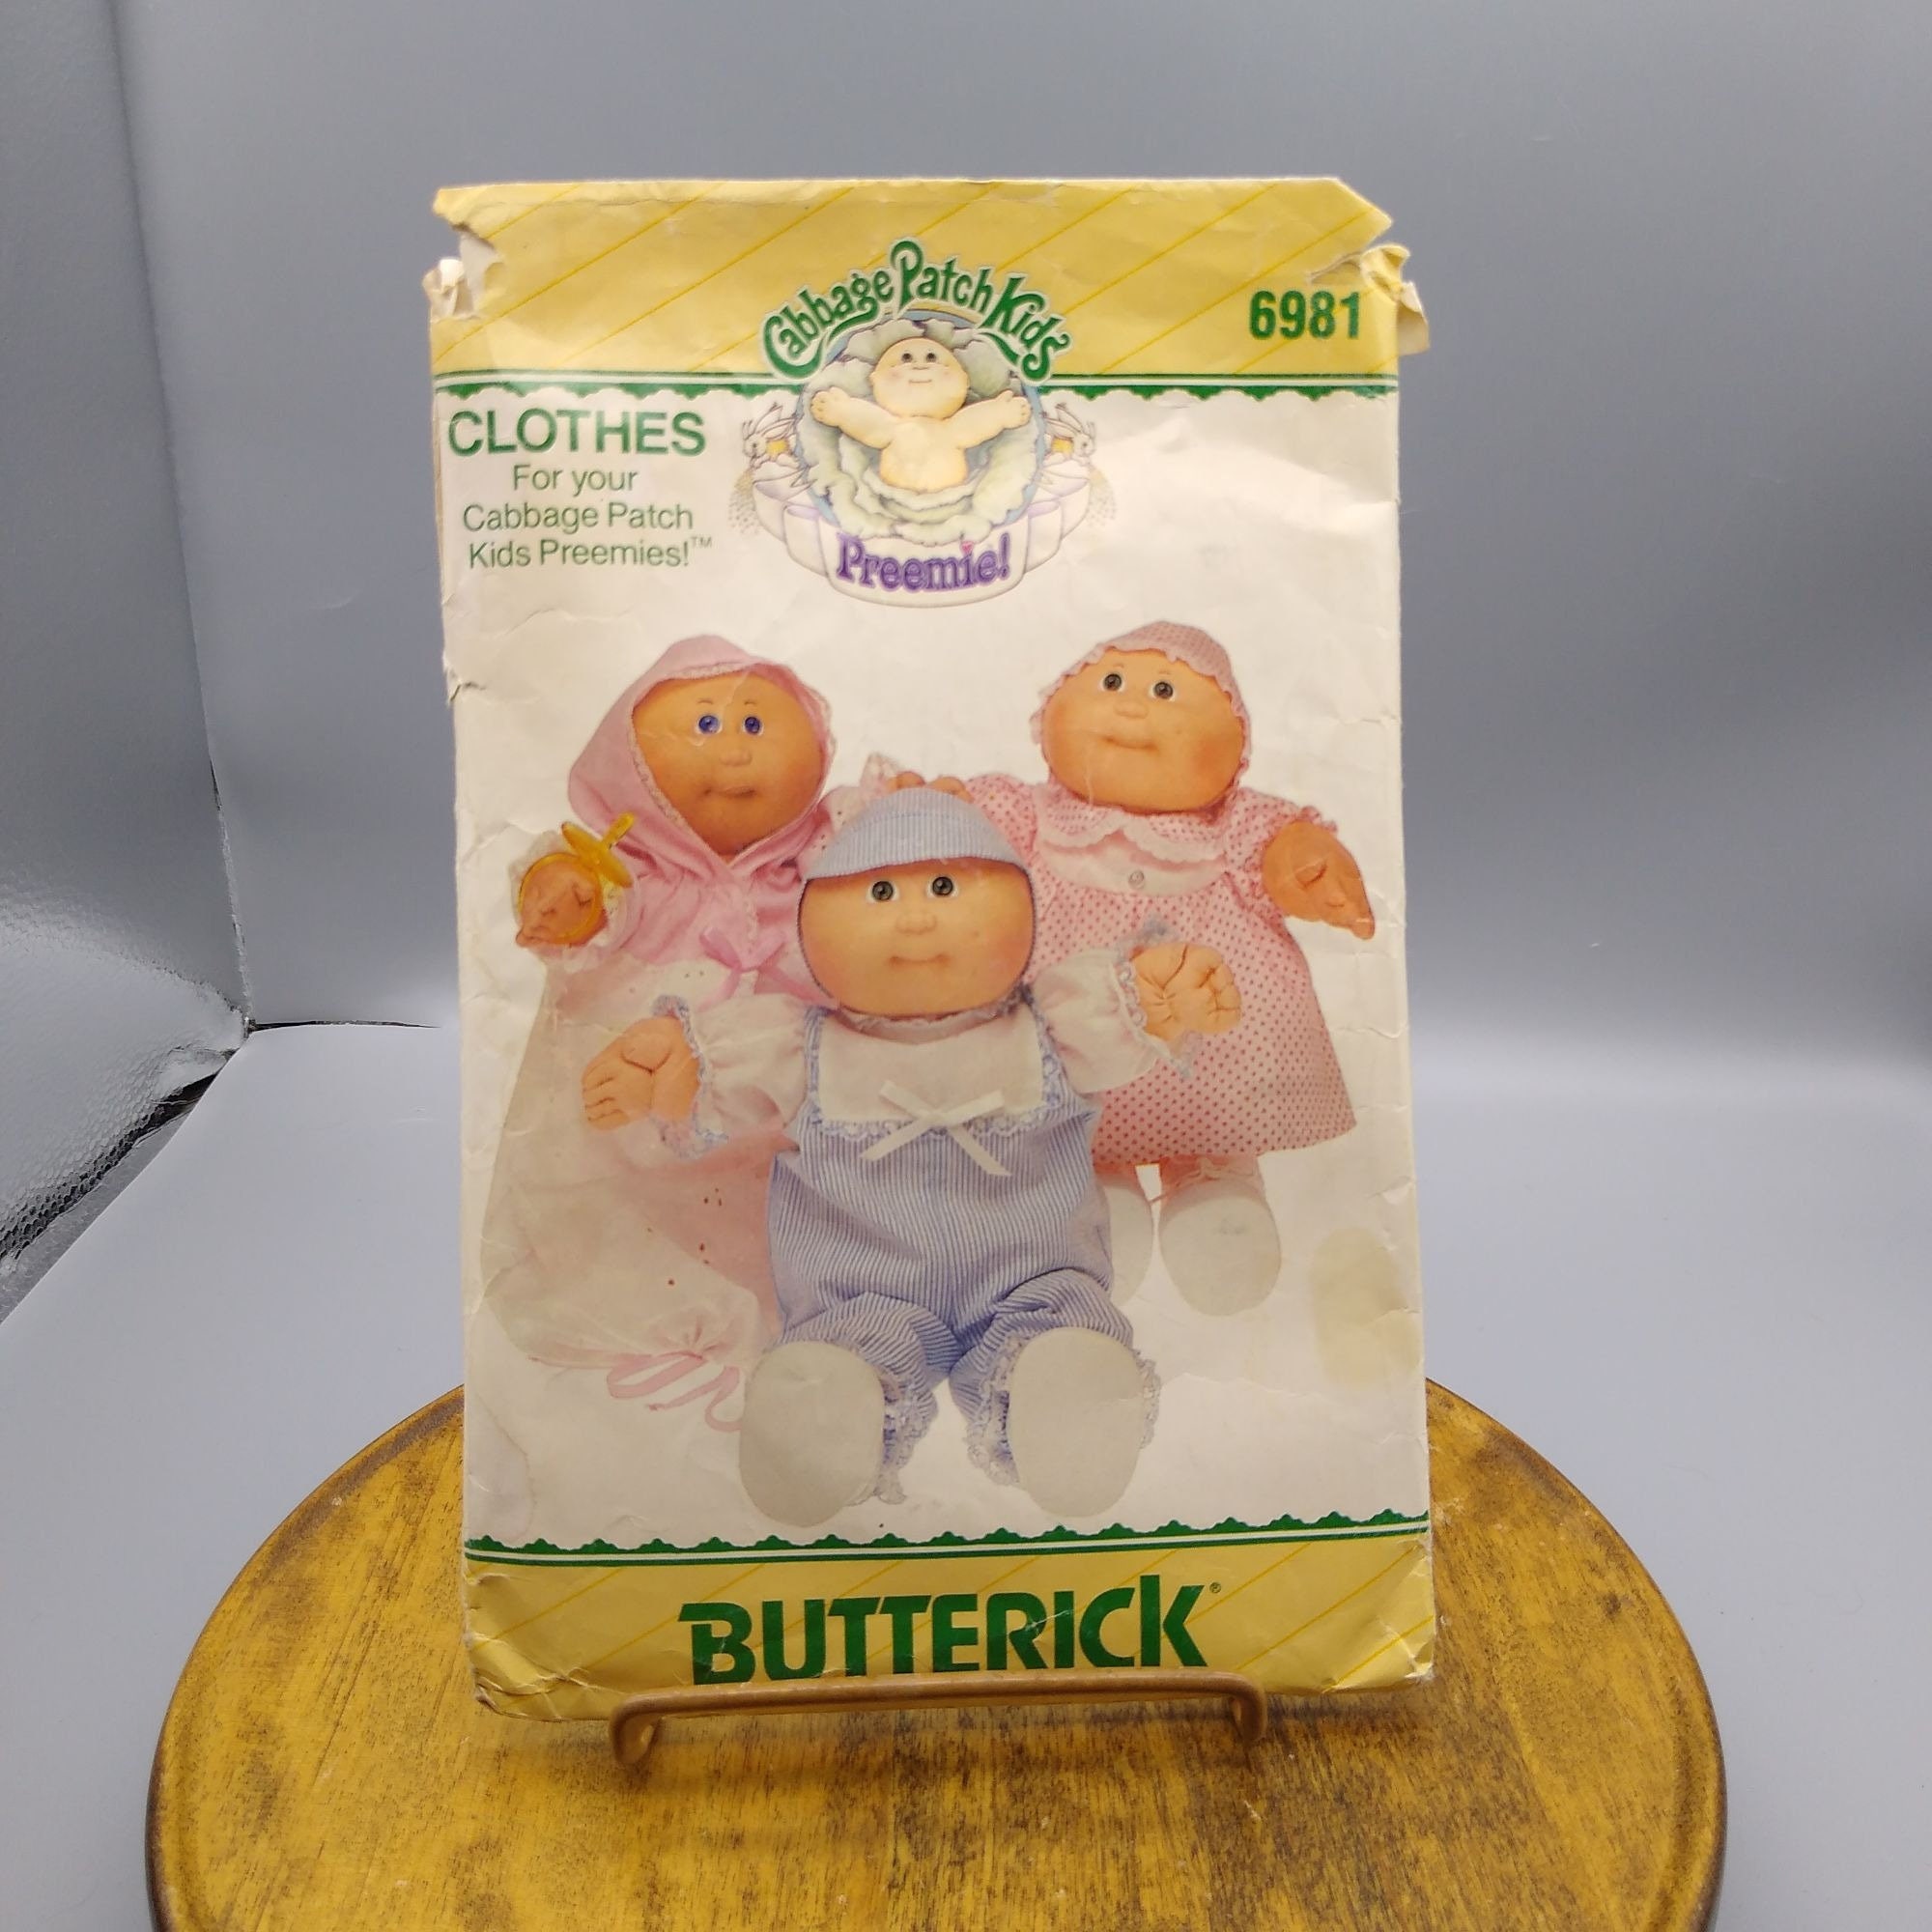 Cabbage Patch Kids
6981
CLOTHES
For your
Cabbage Patch
Kids Preemies!™
Preemie!
BUTTERICK®